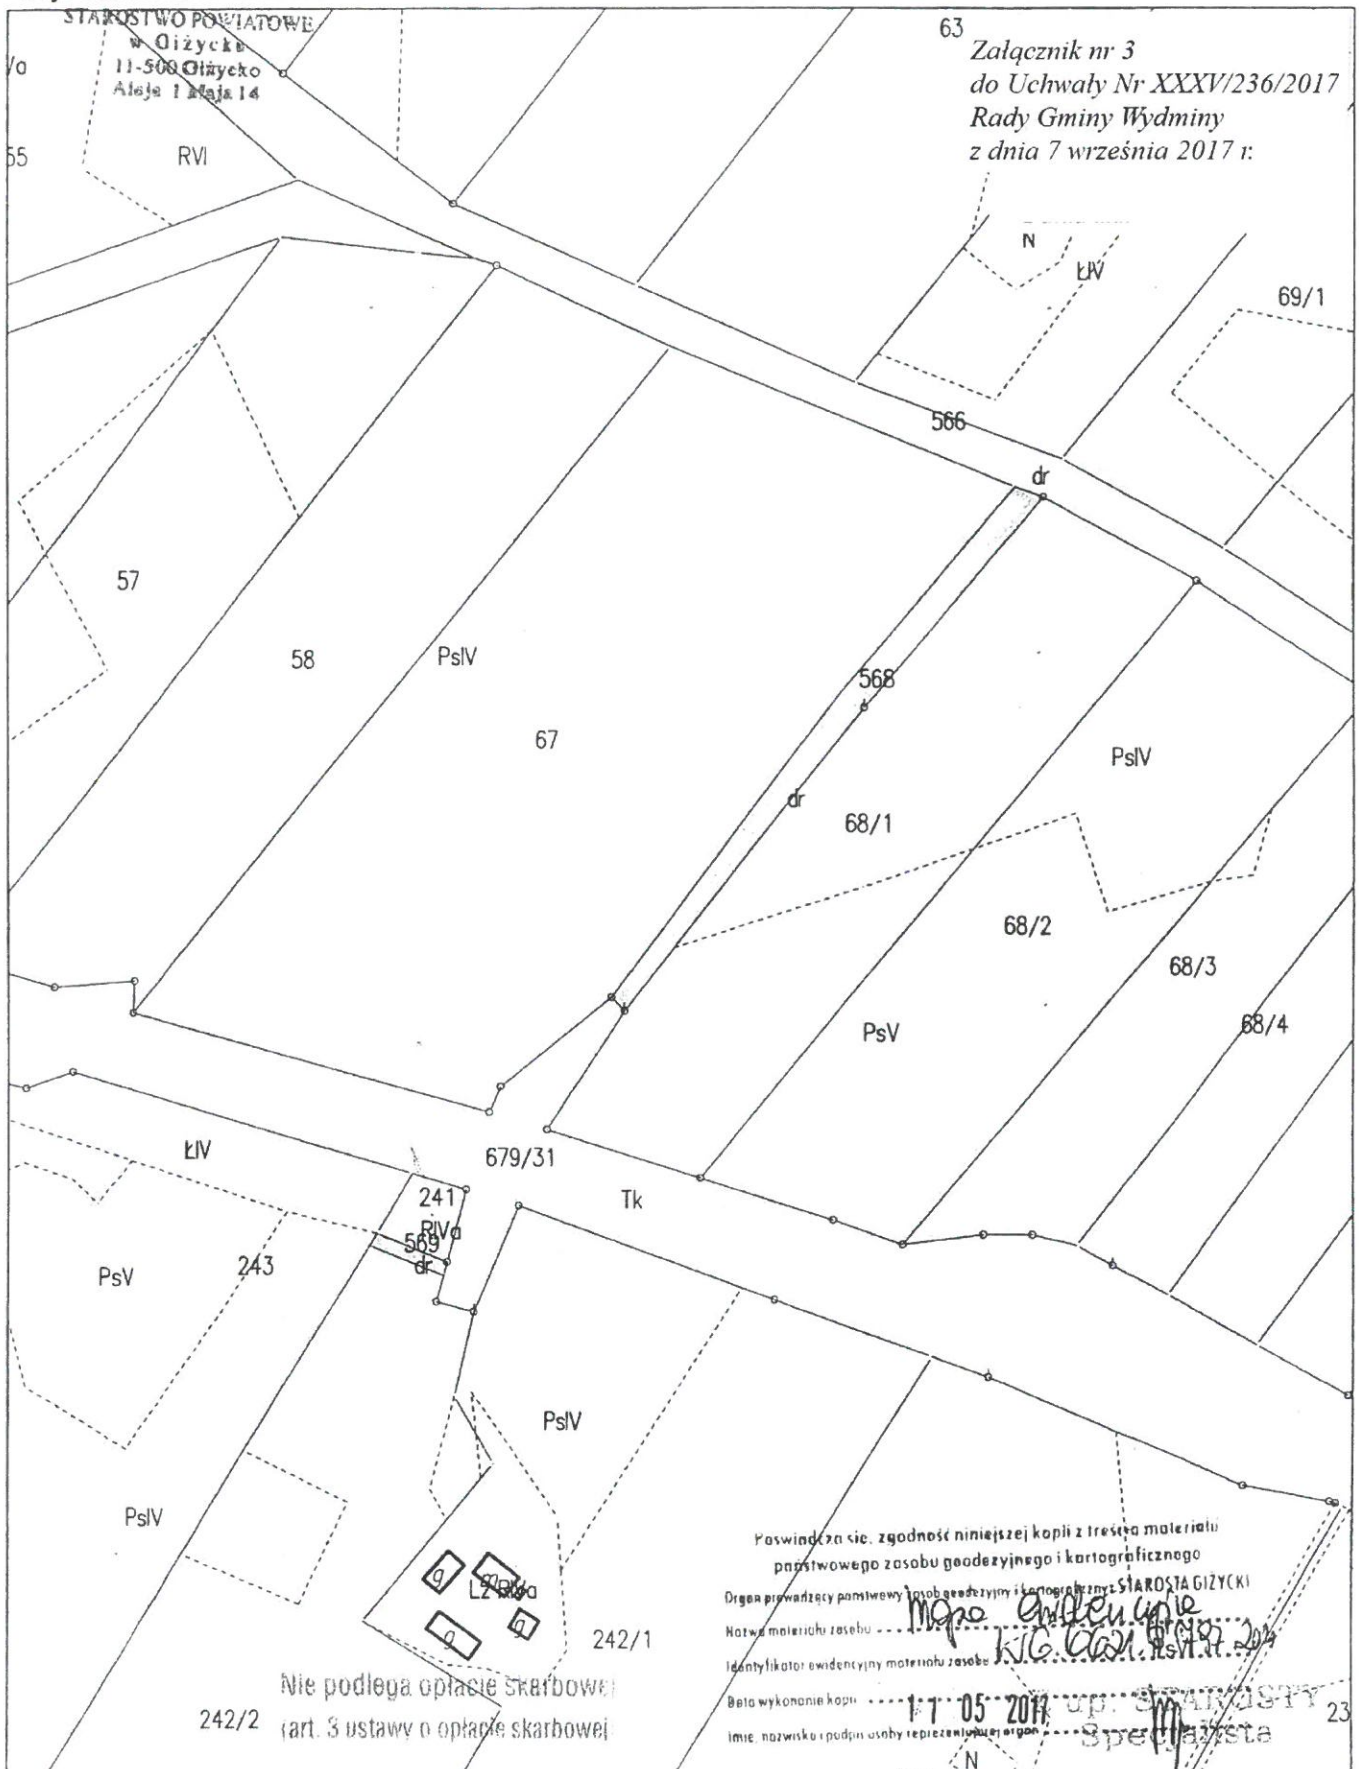 STAROSTWO POWIATOWE
w Giżycku
11-500 Giżycko
Aleje 1 Maja 14
63
Załącznik nr 3
do Uchwały Nr XXXV/236/2017
Rady Gminy Wydminy
z dnia 7 września 2017 r.
55
RVI
N
ŁIV
69/1
566
dr
57
58
PsIV
568
67
PsIV
dr
68/1
68/2
68/3
68/4
PsV
ŁIV
679/31
241
Tk
RIVa
569
243
dr
PsV
PsIV
PsIV
g
m
g
g
242/1
242/2
Nie podlega opłacie skarbowej
(art. 3 ustawy o opłacie skarbowej
Poświadcza się zgodność niniejszej kopii z treścią materiału
państwowego zasobu geodezyjnego i kartograficznego
Organ prowadzący państwowy zasób geodezyjny i kartograficzny: STAROSTA GIŻYCKI
Nazwa materiału zasobu
Identyfikator ewidencyjny materiału zasobu
Data wykonania kopii 17 05 2017
Imię, nazwisko i podpis osoby reprezentującej organ
up. STAROSTY
Specjalista
23
N